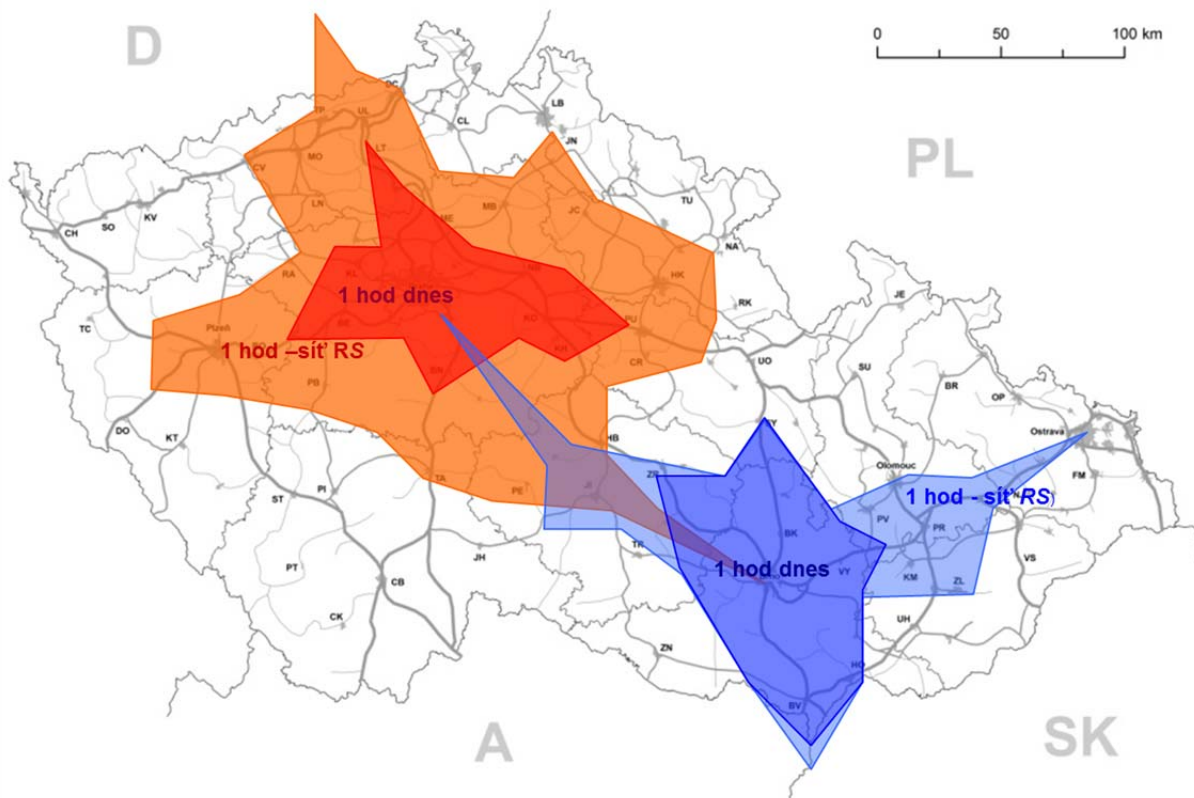 D
0 50 100 km
DC
TP
UL
LB
CL
JN
PL
MO
LT
CV
KV
SO
LN
MB
JC
TU
CH
ME
NA
RA
KL
HK
JE
1 hod dnes
RK
TC
Plzeň
BE
KO
PU
1 hod –síť RS
KH
CR
UO
SU
PB
BN
BR
OP
DO
KT
HB
Ostrava
ZR
Olomouc
TA
PE
JI
FM
ST
PI
1 hod - síť RS)
PV
PR
BK
TR
VS
JH
1 hod dnes
VY
PT
CB
KM
ZL
CK
UH
ZN
HO
BV
A
SK